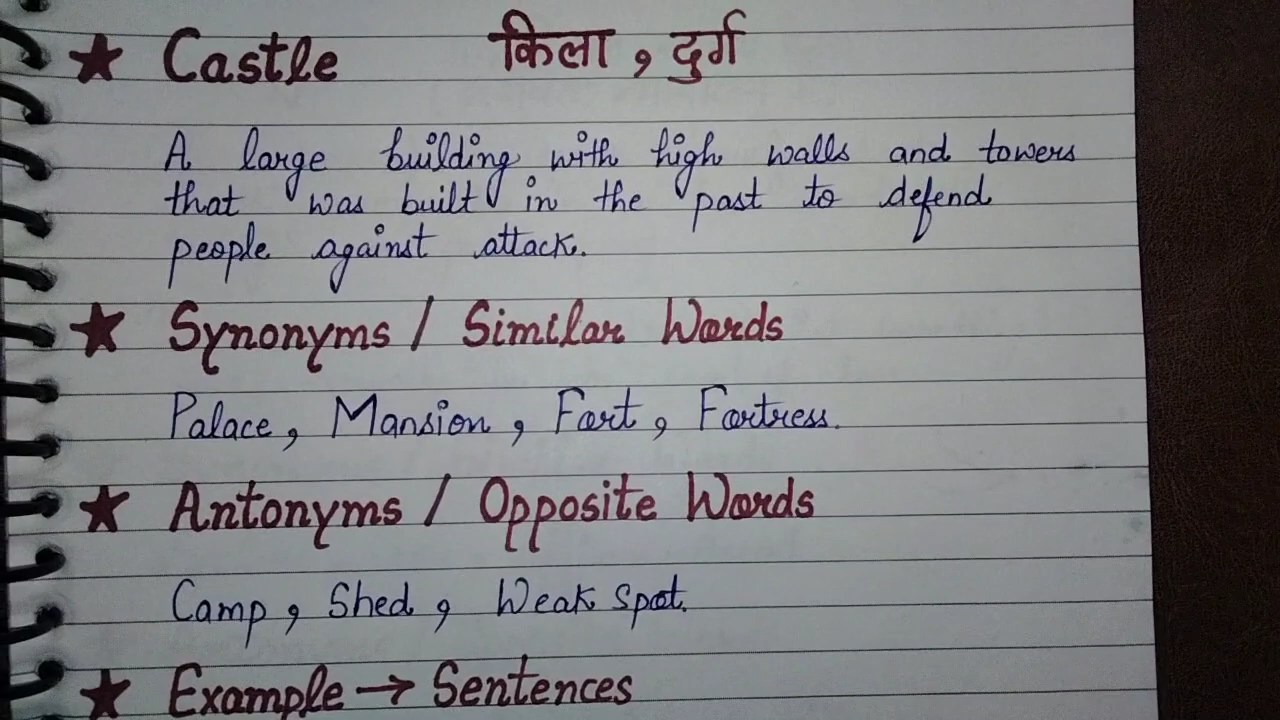 ★ Castle किला , दुर्ग
A large building with high walls and towers
that was built in the past to defend
people against attack.
★ Synonyms / Similar Words
Palace, Mansion, Fort, Fortress.
★ Antonyms / Opposite Words
Camp, Shed, Weak Spot.
★ Example → Sentences